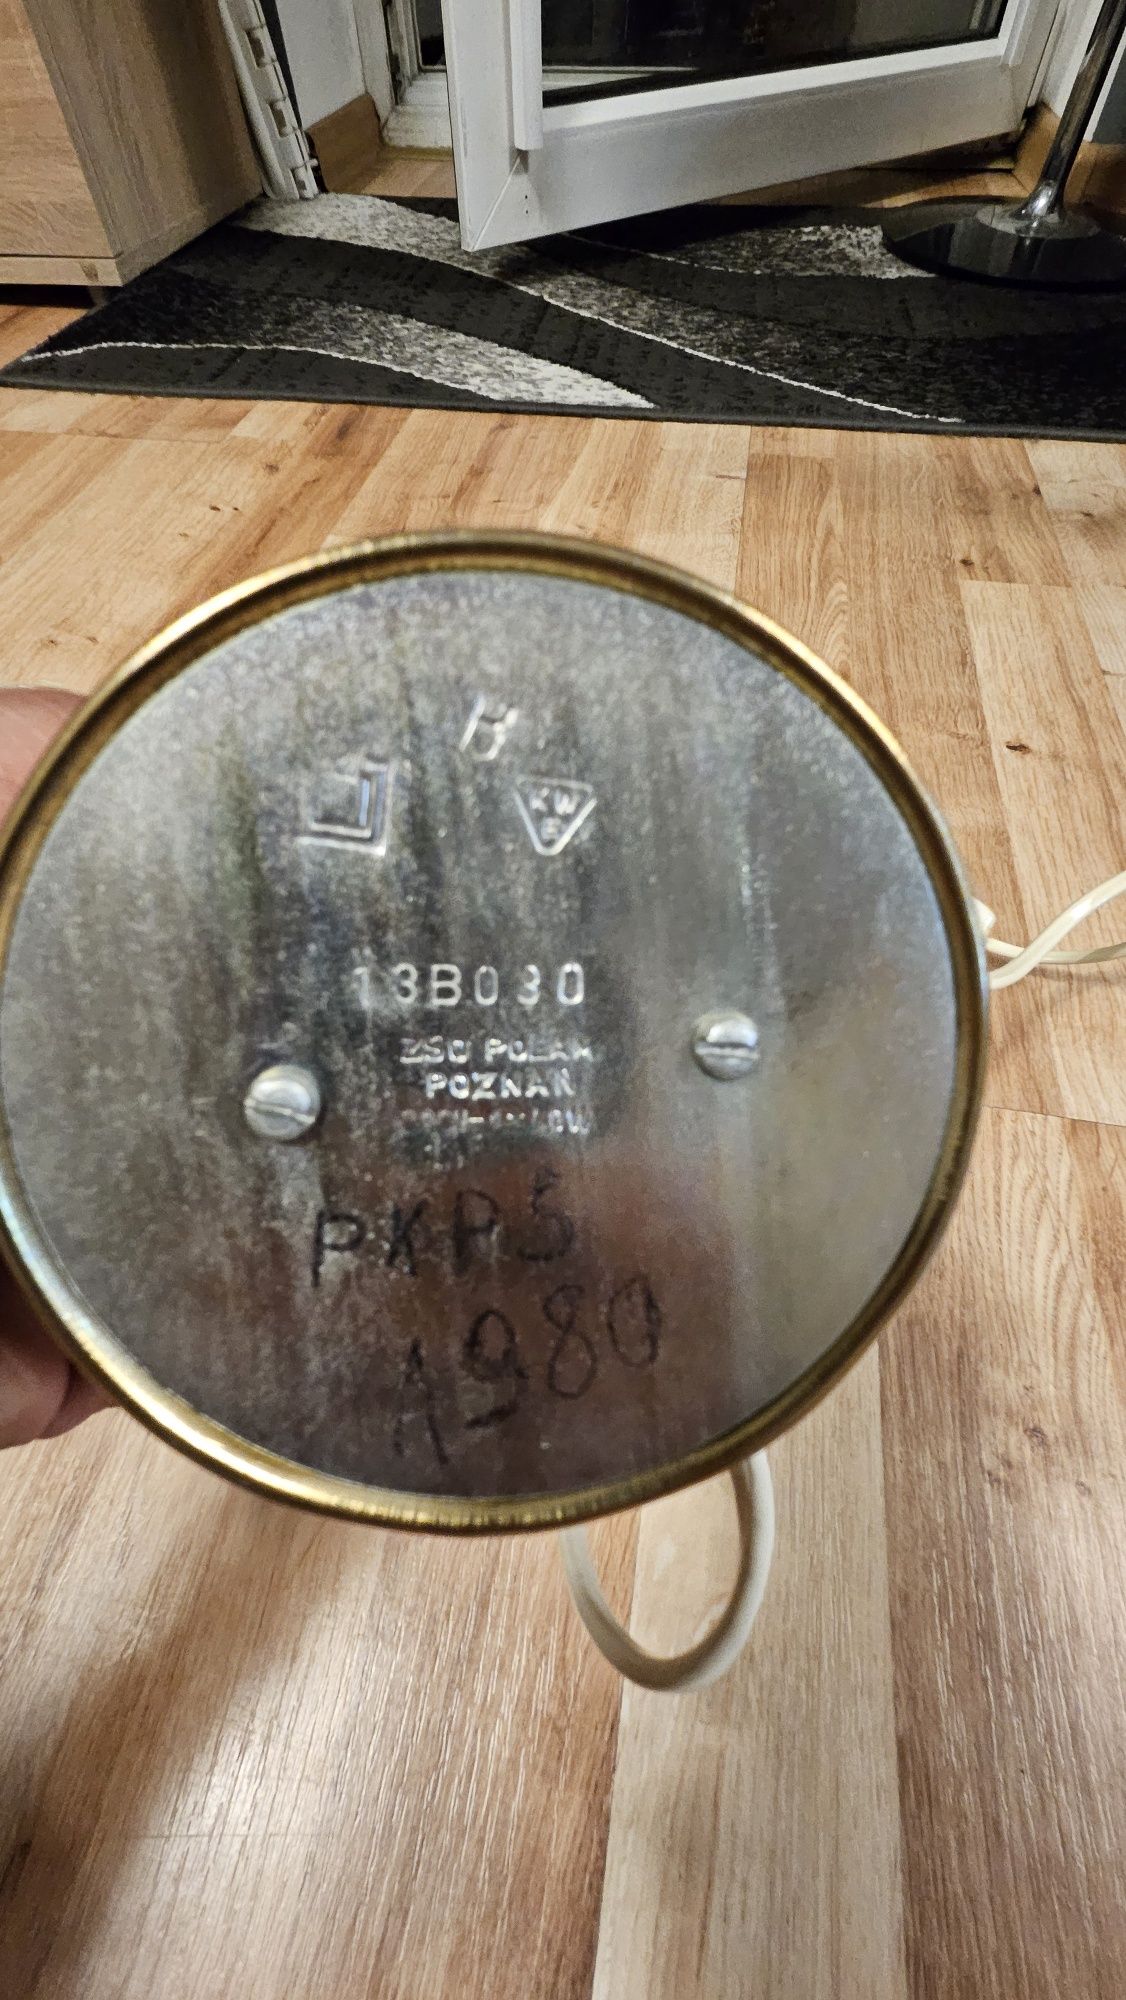 B
KW
E
13B030
ZSO POLAM
POZNAŃ
PKPS
1980